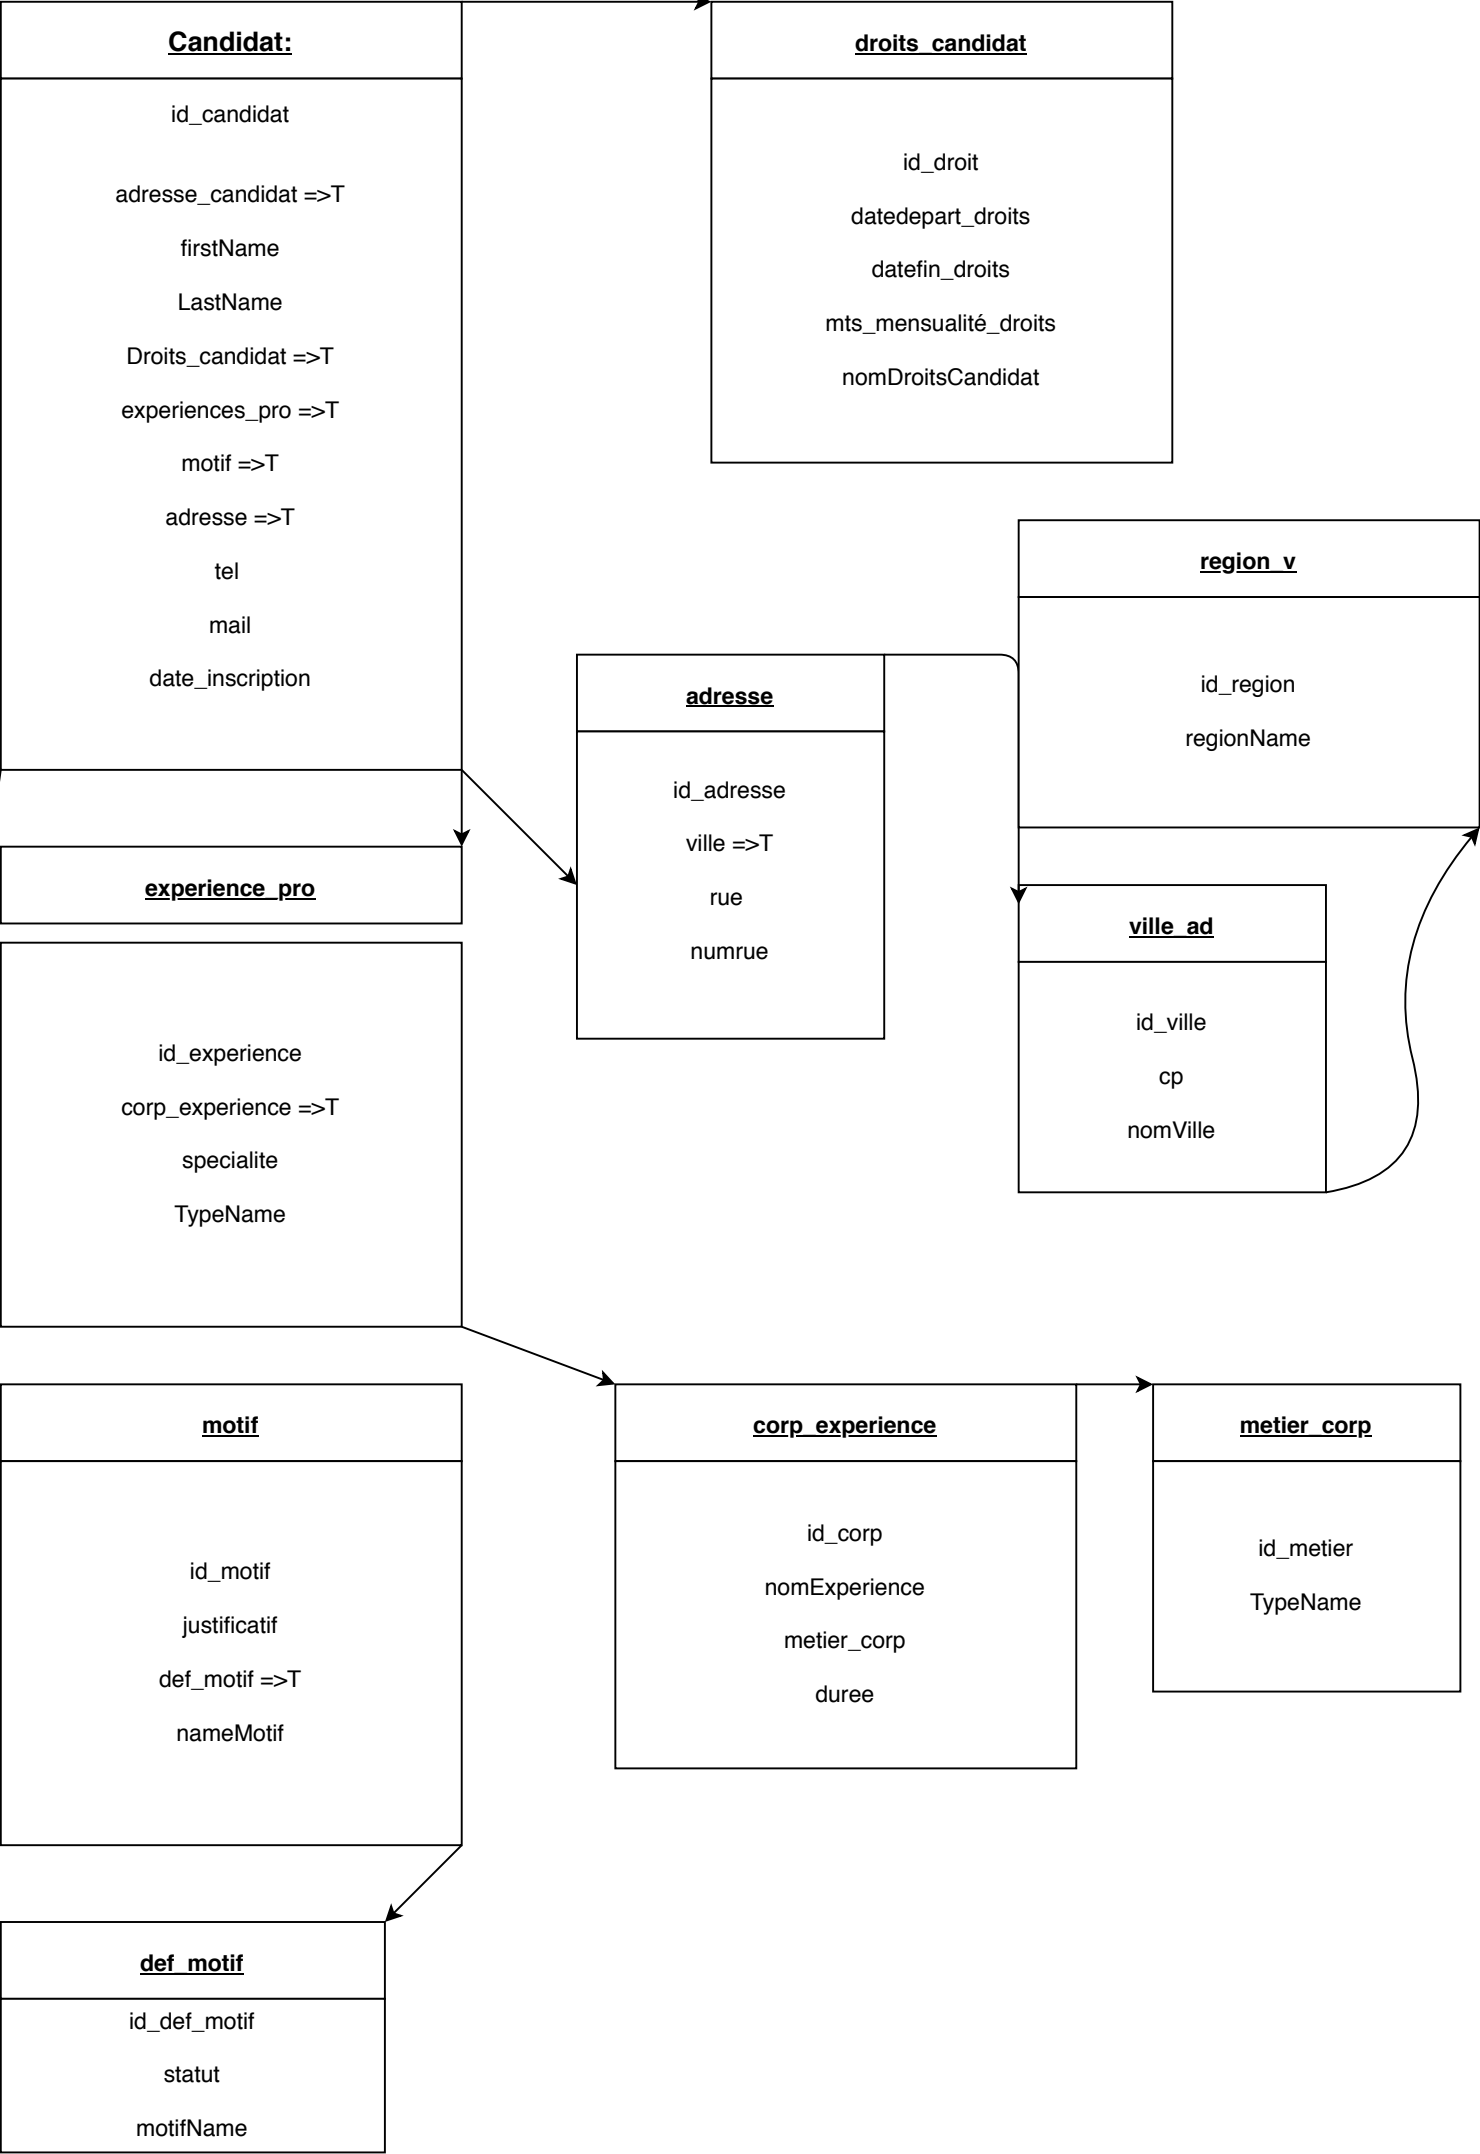 Candidat:
id_candidat
adresse_candidat =>T
firstName
LastName
Droits_candidat =>T
experiences_pro =>T
motif =>T
adresse =>T
tel
mail
date_inscription
droits_candidat
id_droit
datedepart_droits
datefin_droits
mts_mensualité_droits
nomDroitsCandidat
region_v
id_region
regionName
adresse
id_adresse
ville =>T
rue
numrue
ville_ad
id_ville
cp
nomVille
experience_pro
id_experience
corp_experience =>T
specialite
TypeName
motif
id_motif
justificatif
def_motif =>T
nameMotif
corp_experience
id_corp
nomExperience
metier_corp
duree
metier_corp
id_metier
TypeName
def_motif
id_def_motif
statut
motifName